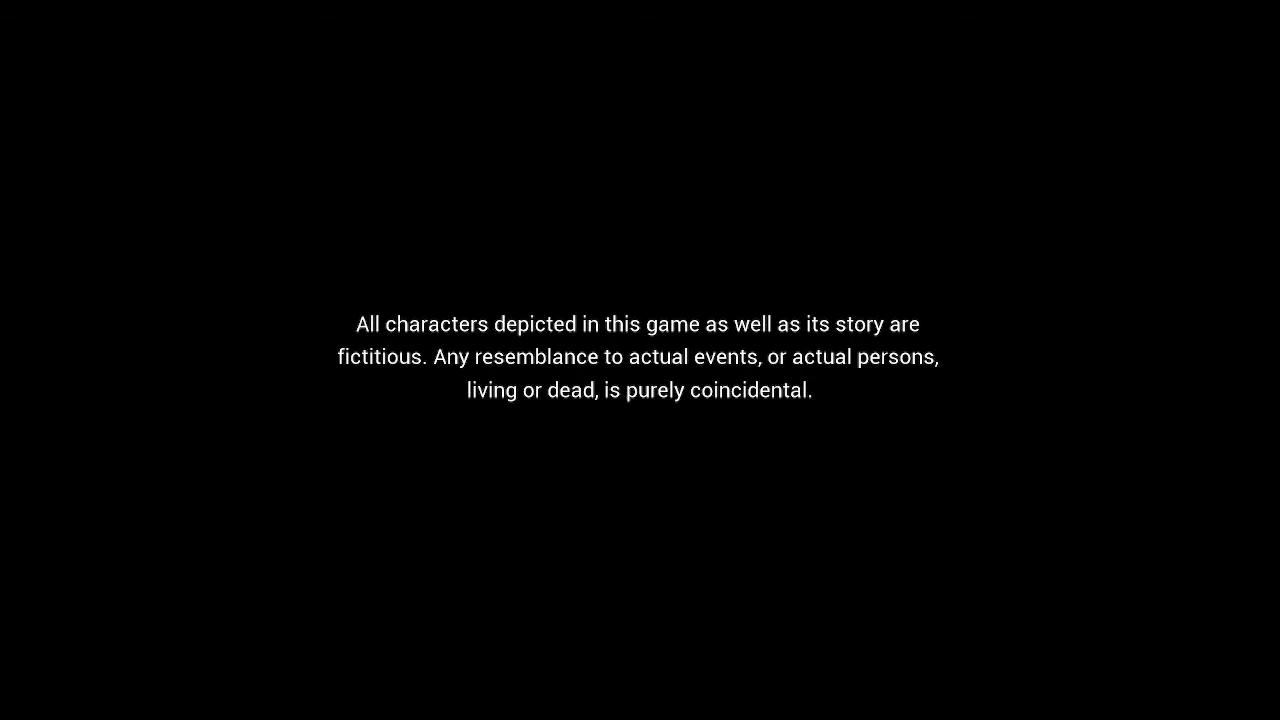 All characters depicted in this game as well as its story are
fictitious. Any resemblance to actual events, or actual persons,
living or dead, is purely coincidental.